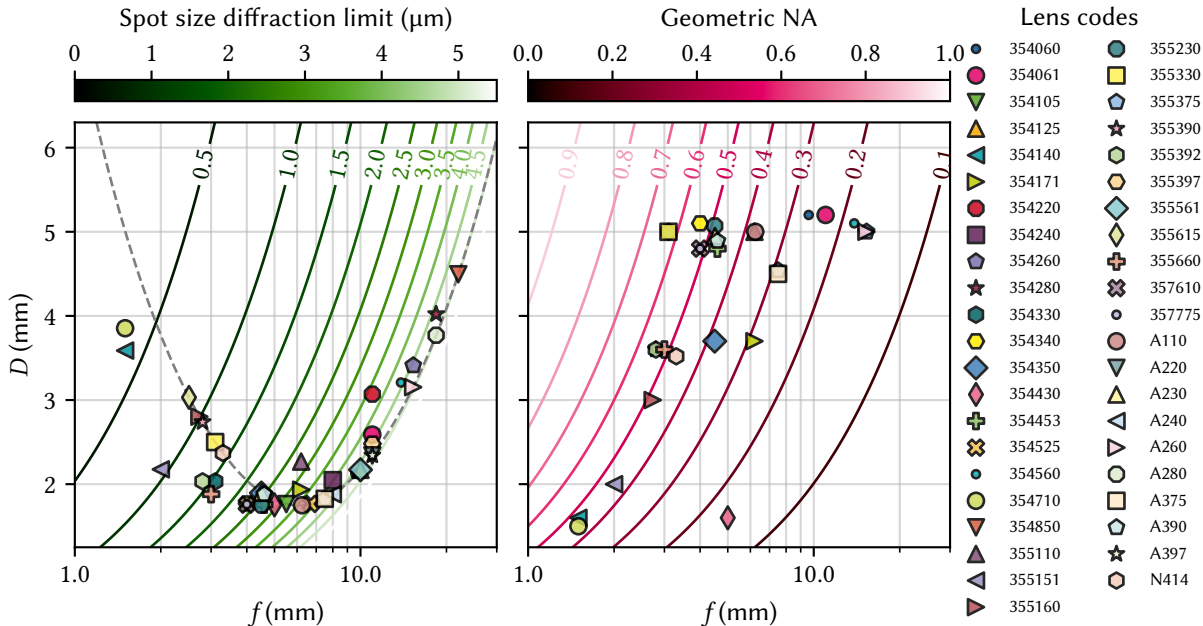 Spot size diffraction limit (μm)
Geometric NA
Lens codes
0 1 2 3 4 5
0.0 0.2 0.4 0.6 0.8 1.0
6
5
4
3
2
D (mm)
0.5 1.0 1.5 2.0 2.5 3.0 3.5 4.0 4.5
0.9 0.8 0.7 0.6 0.5 0.4 0.3 0.2 0.1
1.0 10.0
f (mm)
1.0 10.0
f (mm)
354060
354061
354105
354125
354140
354171
354220
354240
354260
354280
354330
354340
354350
354430
354453
354525
354560
354710
354850
355110
355151
355160
355230
355330
355375
355390
355392
355397
355561
355615
355660
357610
357775
A110
A220
A230
A240
A260
A280
A375
A390
A397
N414